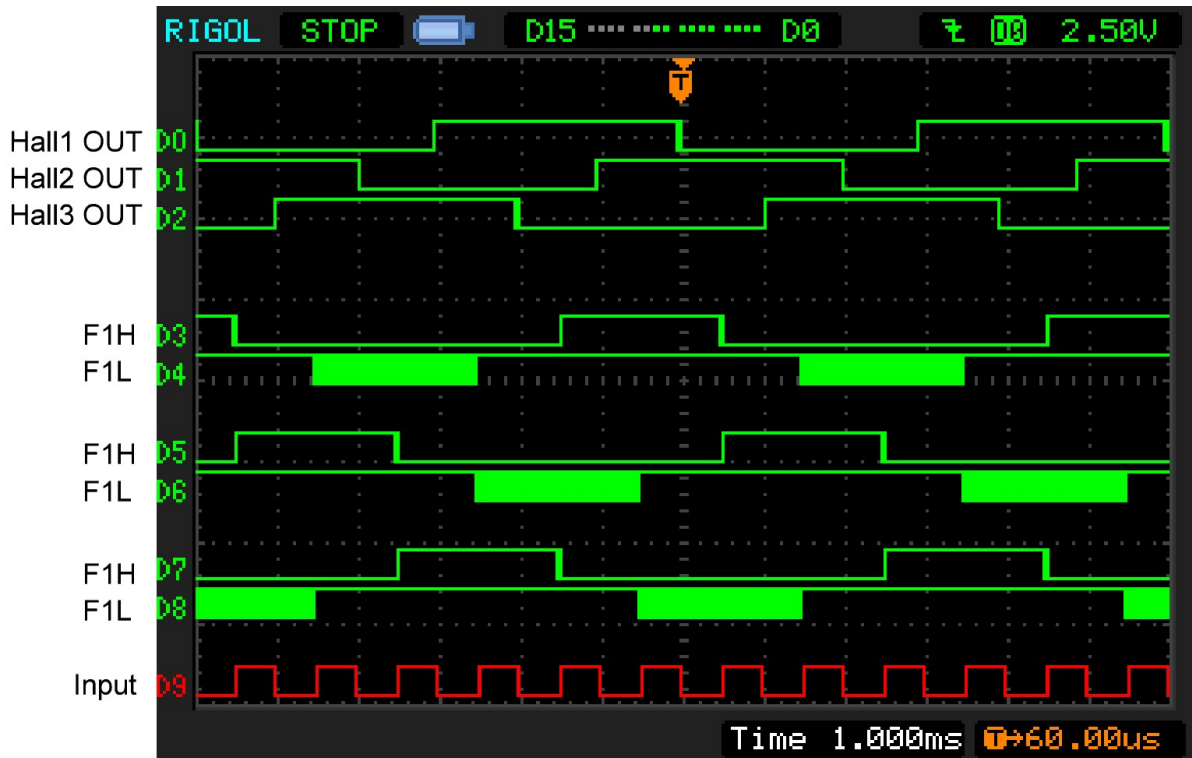 RIGOL STOP D15 D0 D0 2.50V
T
Hall1 OUT D0
Hall2 OUT D1
Hall3 OUT D2
F1H D3
F1L D4
F1H D5
F1L D6
F1H D7
F1L D8
Input D9
Time 1.000ms T→60.00us